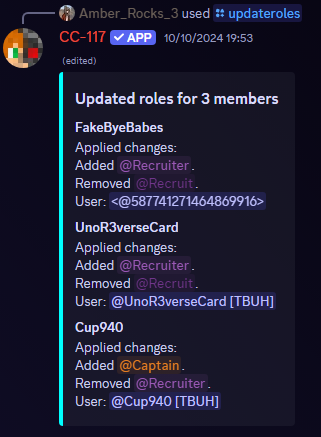 Amber_Rocks_3 used updateroles
CC-117 ✓ APP 10/10/2024 19:53
(edited)
Updated roles for 3 members
FakeByeBabes
Applied changes:
Added @Recruiter.
Removed @Recruit.
User: <@587741271464869916>
UnoR3verseCard
Applied changes:
Added @Recruiter.
Removed @Recruit.
User: @UnoR3verseCard [TBUH]
Cup940
Applied changes:
Added @Captain.
Removed @Recruiter.
User: @Cup940 [TBUH]